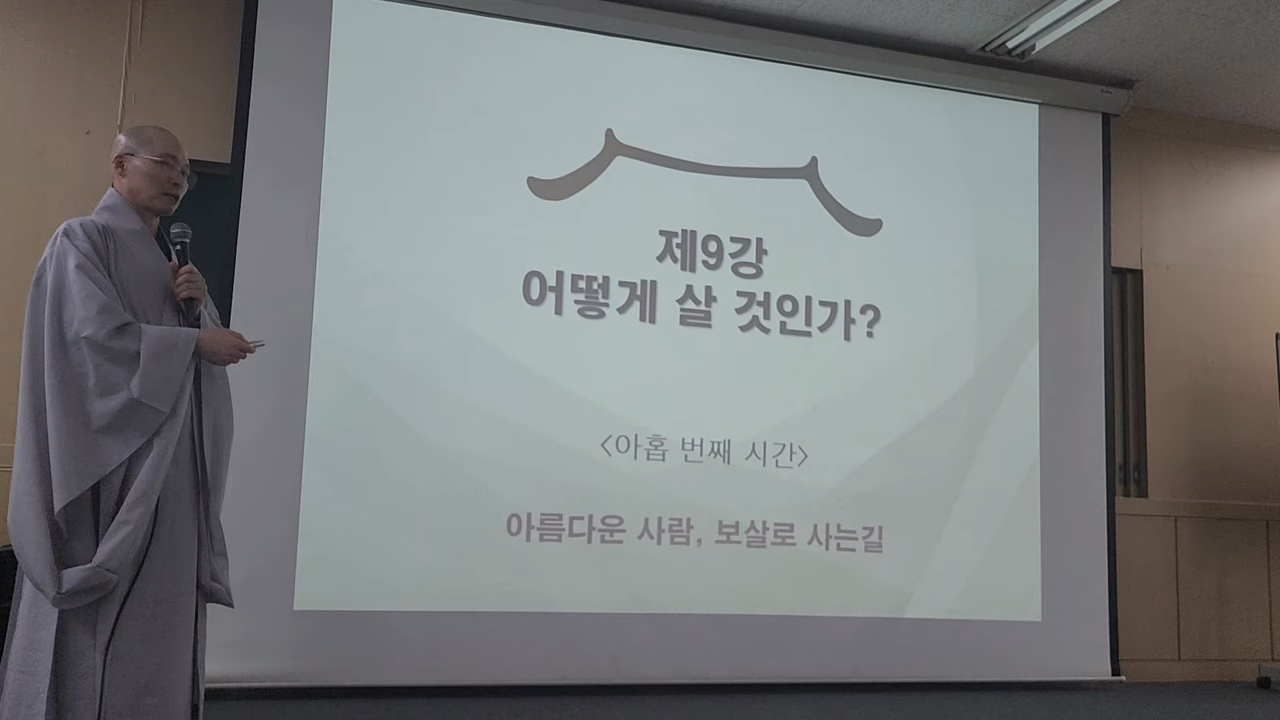 제9강
어떻게 살 것인가?
<아홉 번째 시간>
아름다운 사람, 보살로 사는길